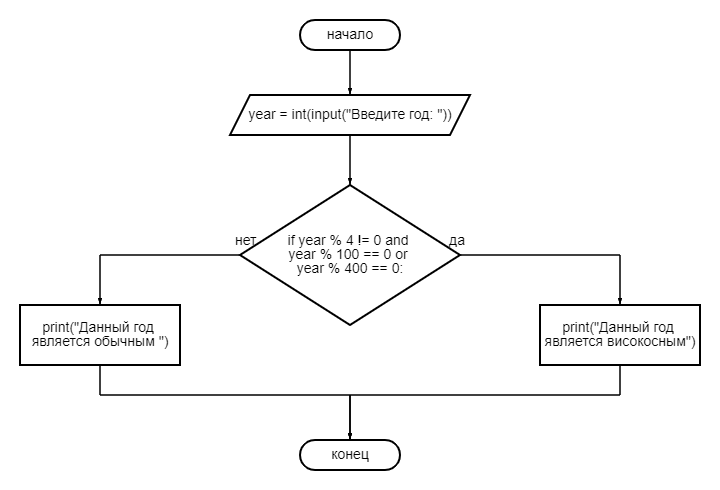 начало
year = int(input("Введите год: "))
нет
да
if year % 4 != 0 and
year % 100 == 0 or
year % 400 == 0:
print("Данный год
является обычным ")
print("Данный год
является високосным")
конец